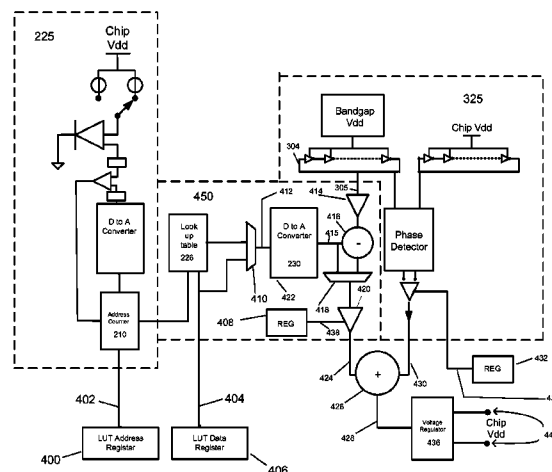 225
Chip
Vdd
Bandgap
Vdd
325
Chip Vdd
304
305
414
450
412
416
Look up
table
226
D to A
Converter
230
415
-
Phase
Detector
D to A
Converter
410
422
418
420
Address
Counter
210
408
REG
438
REG
432
424
+
430
426
402
404
428
Voltage
Regulator
436
Chip
Vdd
400
LUT Address
Register
LUT Data
Register
406